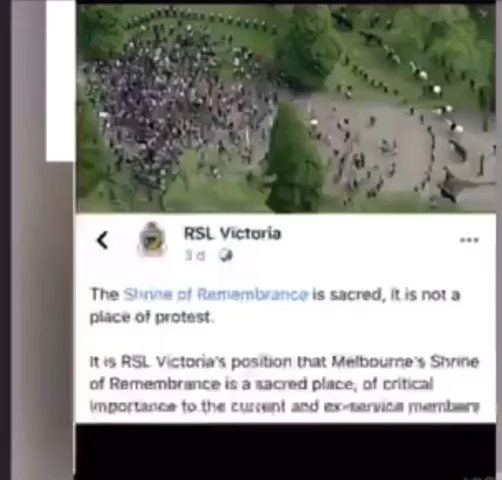 RSL Victoria
3 d
The Shrine of Remembrance is sacred, it is not a
place of protest.
It is RSL Victoria's position that Melbourne's Shrine
of Remembrance is a sacred place, of critical
importance to the current and ex-service members